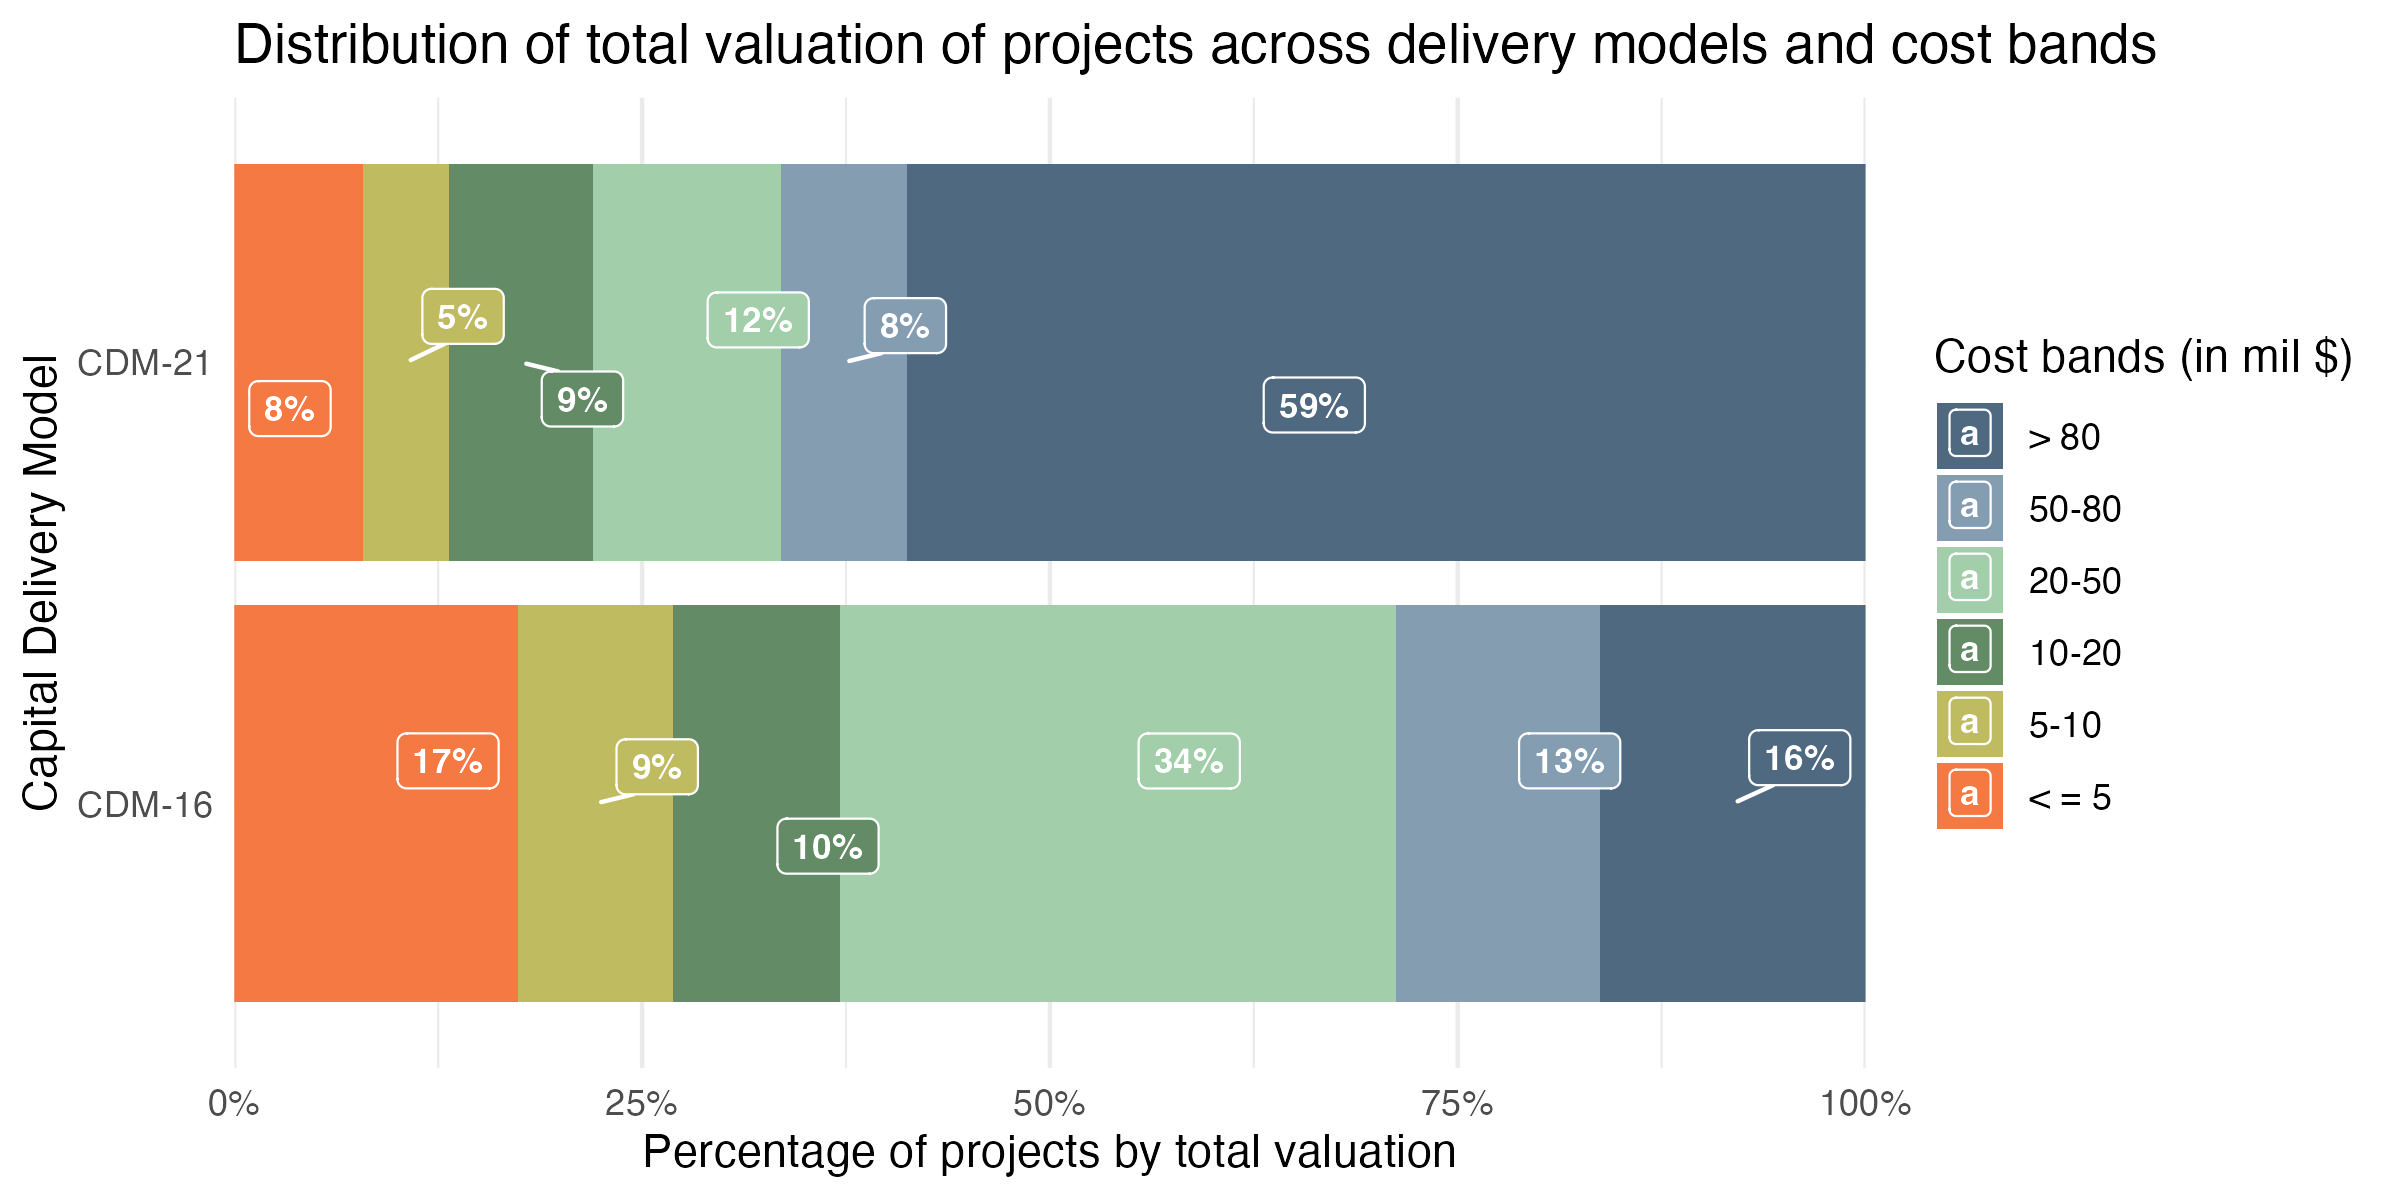 Distribution of total valuation of projects across delivery models and cost bands
Capital Delivery Model
CDM-21
8%
5%
9%
12%
8%
59%
CDM-16
17%
9%
10%
34%
13%
16%
0%
25%
50%
75%
100%
Percentage of projects by total valuation
Cost bands (in mil $)
a > 80
a 50-80
a 20-50
a 10-20
a 5-10
a < = 5